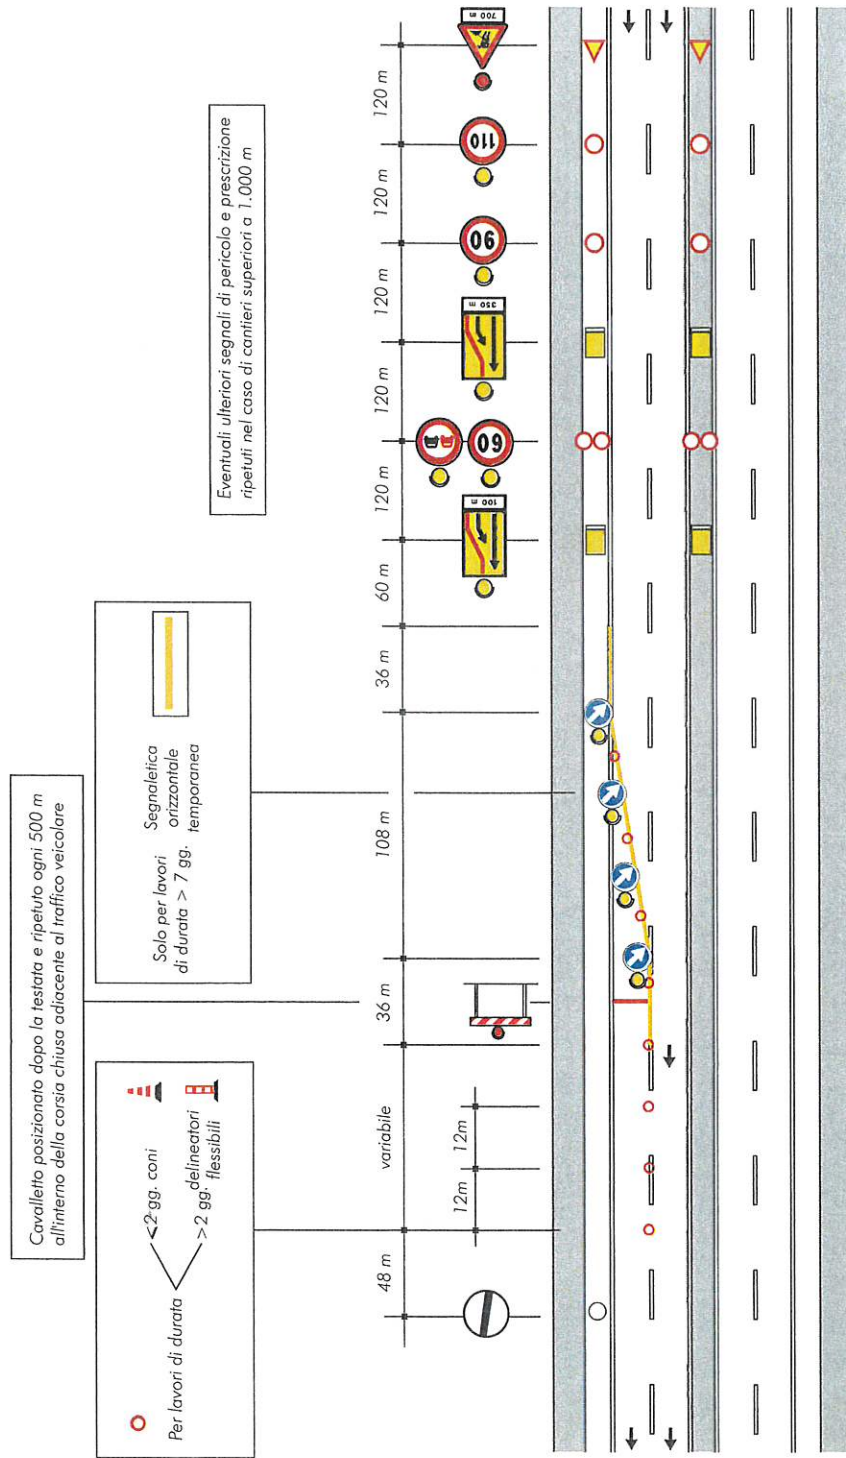 Cavalletto posizionato dopo la testata e ripetuto ogni 500 m
all'interno della corsia chiusa adiacente al traffico veicolare
Eventuali ulteriori segnali di pericolo e prescrizione
ripetuti nel caso di cantieri superiori a 1.000 m
Per lavori di durata
<2 gg. coni
>2 gg. delineatori
flessibili
Solo per lavori
di durata > 7 gg.
Segnaletica
orizzontale
temporanea
48 m
variabile
36 m
108 m
36 m
60 m
120 m
120 m
120 m
120 m
120 m
12m
12m
100 m
60
350 m
90
110
700 m